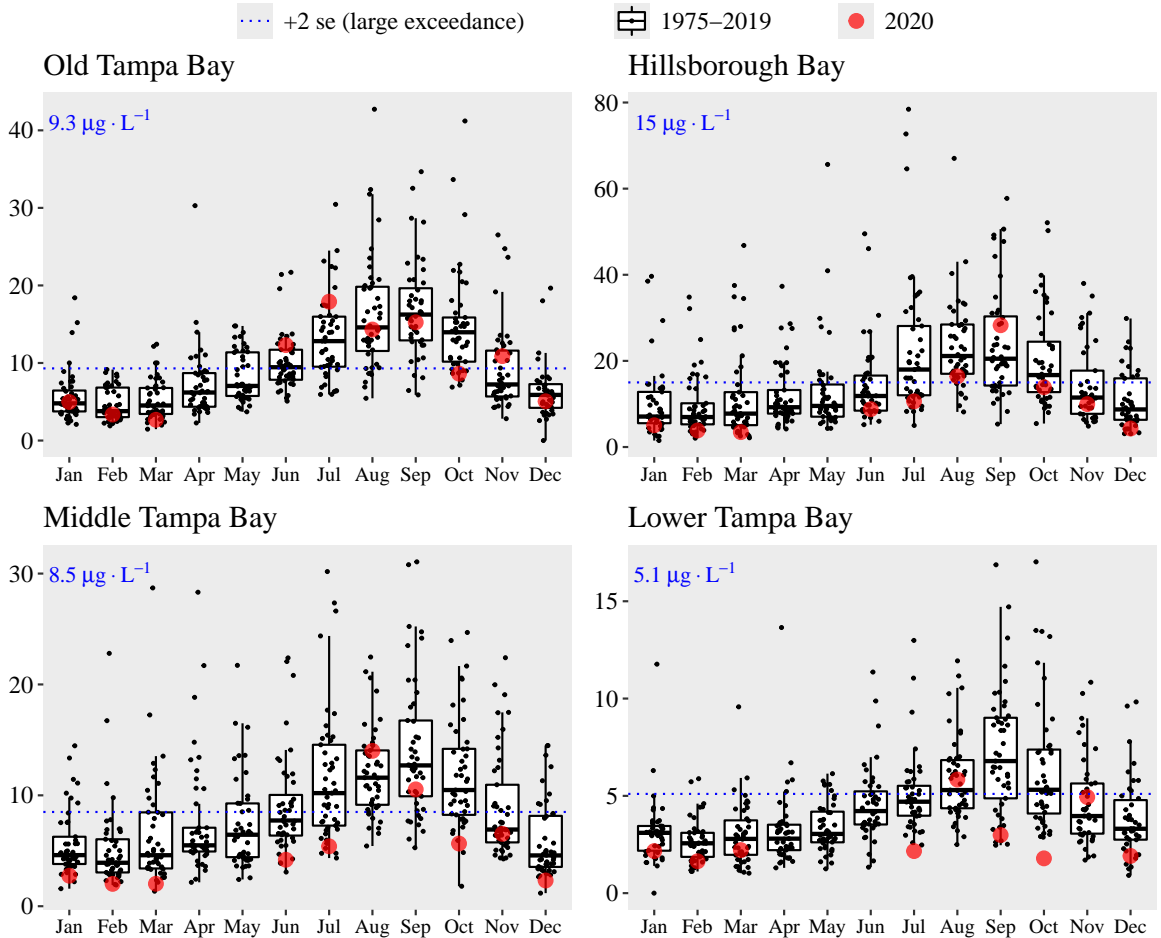 +2 se (large exceedance) 1975−2019 2020
Old Tampa Bay
9.3 μg · L⁻¹
40
30
20
10
0
Jan Feb Mar Apr May Jun Jul Aug Sep Oct Nov Dec
Hillsborough Bay
15 μg · L⁻¹
80
60
40
20
0
Jan Feb Mar Apr May Jun Jul Aug Sep Oct Nov Dec
Middle Tampa Bay
8.5 μg · L⁻¹
30
20
10
0
Jan Feb Mar Apr May Jun Jul Aug Sep Oct Nov Dec
Lower Tampa Bay
5.1 μg · L⁻¹
15
10
5
0
Jan Feb Mar Apr May Jun Jul Aug Sep Oct Nov Dec